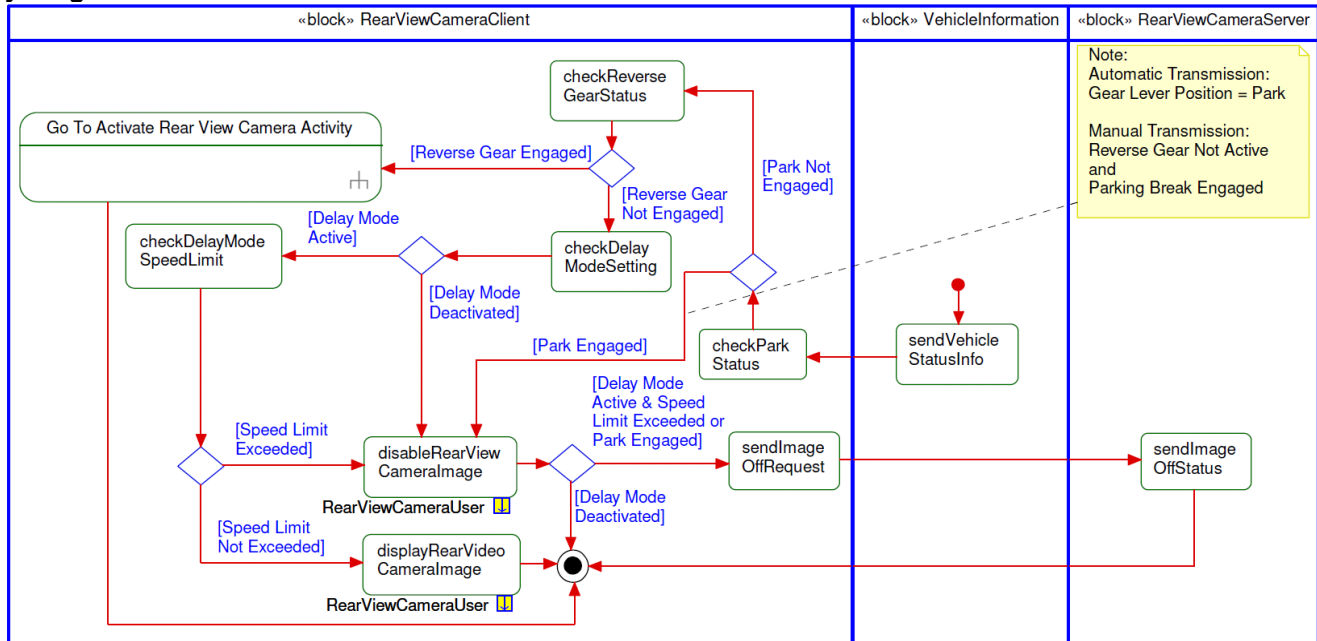 «block» RearViewCameraClient
«block» VehicleInformation
«block» RearViewCameraServer
Note:
Automatic Transmission:
Gear Lever Position = Park
Manual Transmission:
Reverse Gear Not Active
and
Parking Break Engaged
checkReverse
GearStatus
Go To Activate Rear View Camera Activity
[Reverse Gear Engaged]
[Park Not
Engaged]
[Reverse Gear
Not Engaged]
[Delay Mode
Active]
checkDelayMode
SpeedLimit
checkDelay
ModeSetting
[Delay Mode
Deactivated]
[Park Engaged]
checkPark
Status
sendVehicle
StatusInfo
[Delay Mode
Active & Speed
Limit Exceeded or
Park Engaged]
[Speed Limit
Exceeded]
disableRearView
CameraImage
RearViewCameraUser
sendImage
OffRequest
sendImage
OffStatus
[Delay Mode
Deactivated]
[Speed Limit
Not Exceeded]
displayRearVideo
CameraImage
RearViewCameraUser